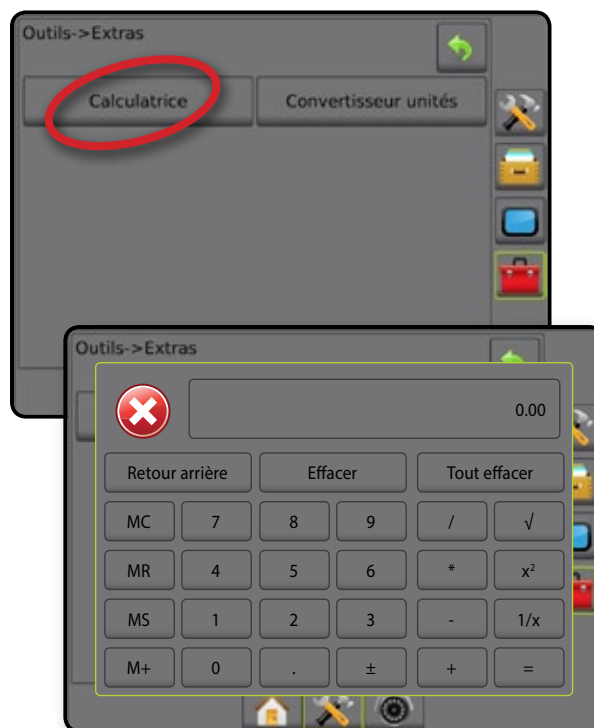 Outils->Extras
Calculatrice Convertisseur unités
Outils->Extras
0.00
Retour arrière Effacer Tout effacer
MC 7 8 9 / √
MR 4 5 6 * x²
MS 1 2 3 - 1/x
M+ 0 . ± + =